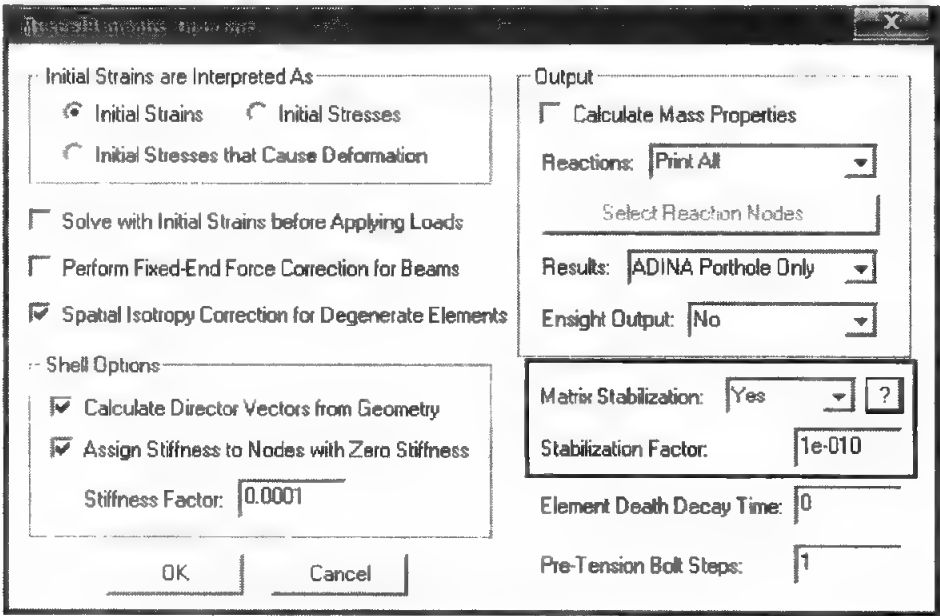 Initial Strains are Interpreted As
Initial Strains
Initial Stresses
Initial Stresses that Cause Deformation
Solve with Initial Strains before Applying Loads
Perform Fixed-End Force Correction for Beams
Spatial Isotropy Correction for Degenerate Elements
Shell Options
Calculate Director Vectors from Geometry
Assign Stiffness to Nodes with Zero Stiffness
Stiffness Factor: 0.0001
OK
Cancel
Output
Calculate Mass Properties
Reactions: Print All
Select Reaction Nodes
Results: ADINA Porthole Only
Ensight Output: No
Matrix Stabilization: Yes ?
Stabilization Factor: 1e-010
Element Death Decay Time: 0
Pre-Tension Bolt Steps: 1